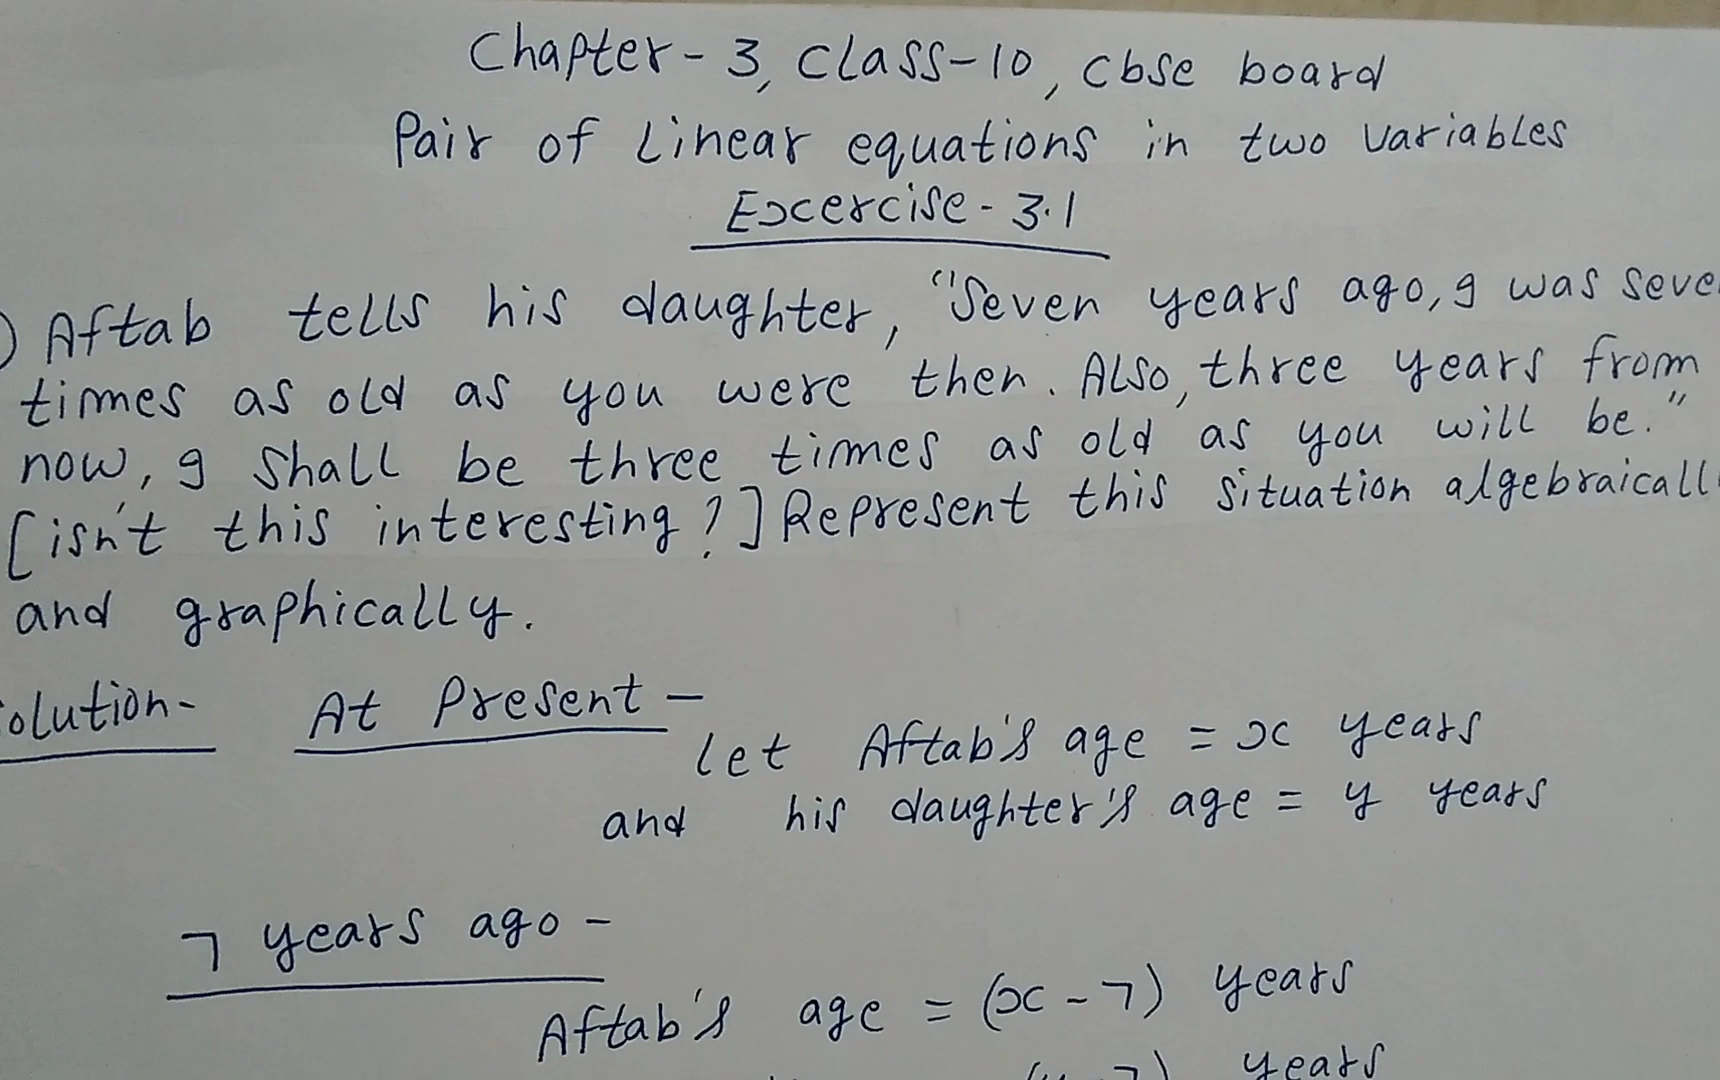 Chapter-3, Class-10, cbse board
Pair of Linear equations in two variables
Excercise-3.1
) Aftab tells his daughter, "Seven years ago, I was seve
times as old as you were then. Also, three years from
now, I shall be three times as old as you will be."
[isn't this interesting?] Represent this situation algebraicall
and graphically.
olution- At Present-
let Aftab's age = x years
and his daughter's age = y years
7 years ago-
Aftab's age = (x-7) years
years